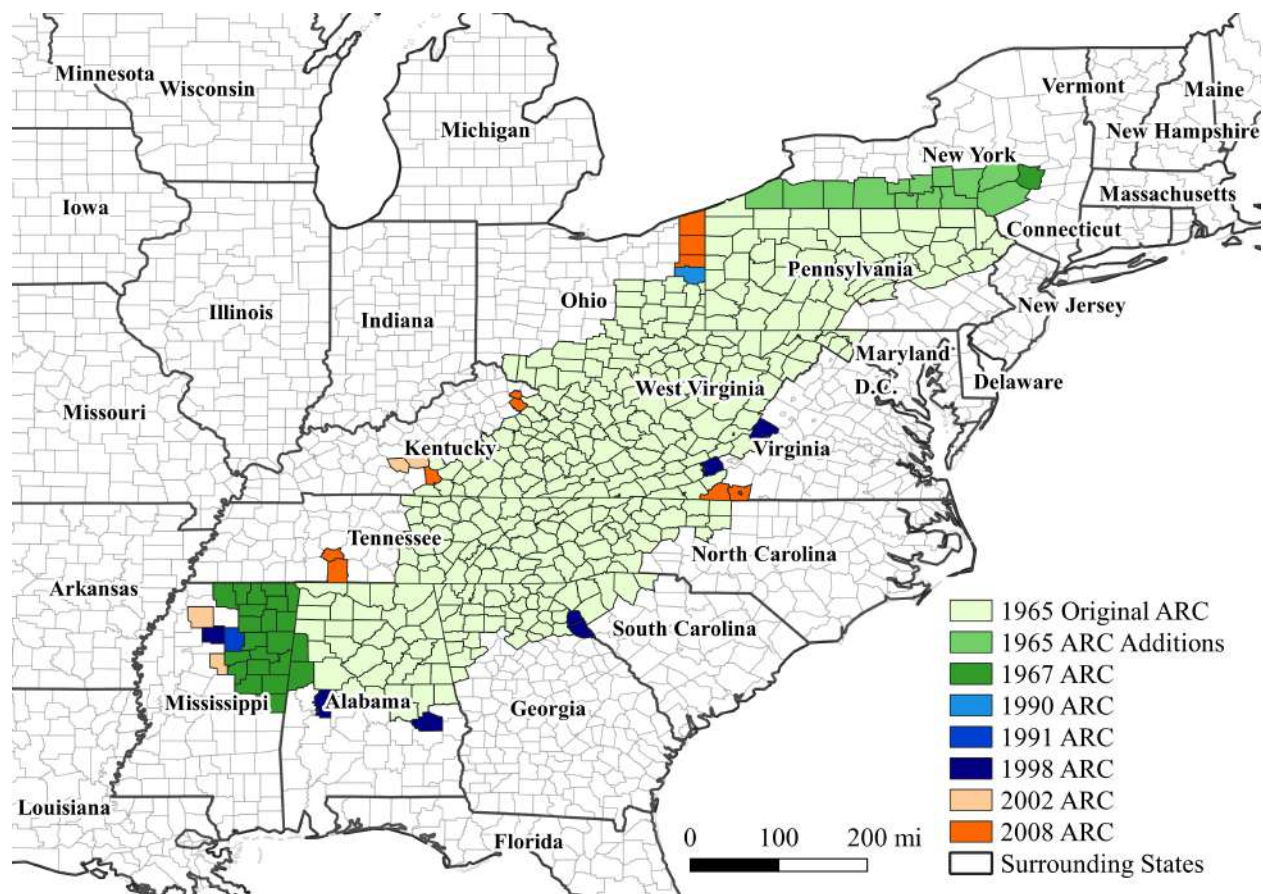 Minnesota
Wisconsin
Michigan
Vermont
Maine
New Hampshire
New York
Massachusetts
Iowa
Connecticut
Pennsylvania
Ohio
New Jersey
Illinois
Indiana
Maryland
D.C.
Delaware
West Virginia
Missouri
Kentucky
Virginia
Tennessee
North Carolina
Arkansas
South Carolina
Mississippi
Alabama
Georgia
Louisiana
Florida
1965 Original ARC
1965 ARC Additions
1967 ARC
1990 ARC
1991 ARC
1998 ARC
2002 ARC
2008 ARC
Surrounding States
0 100 200 mi